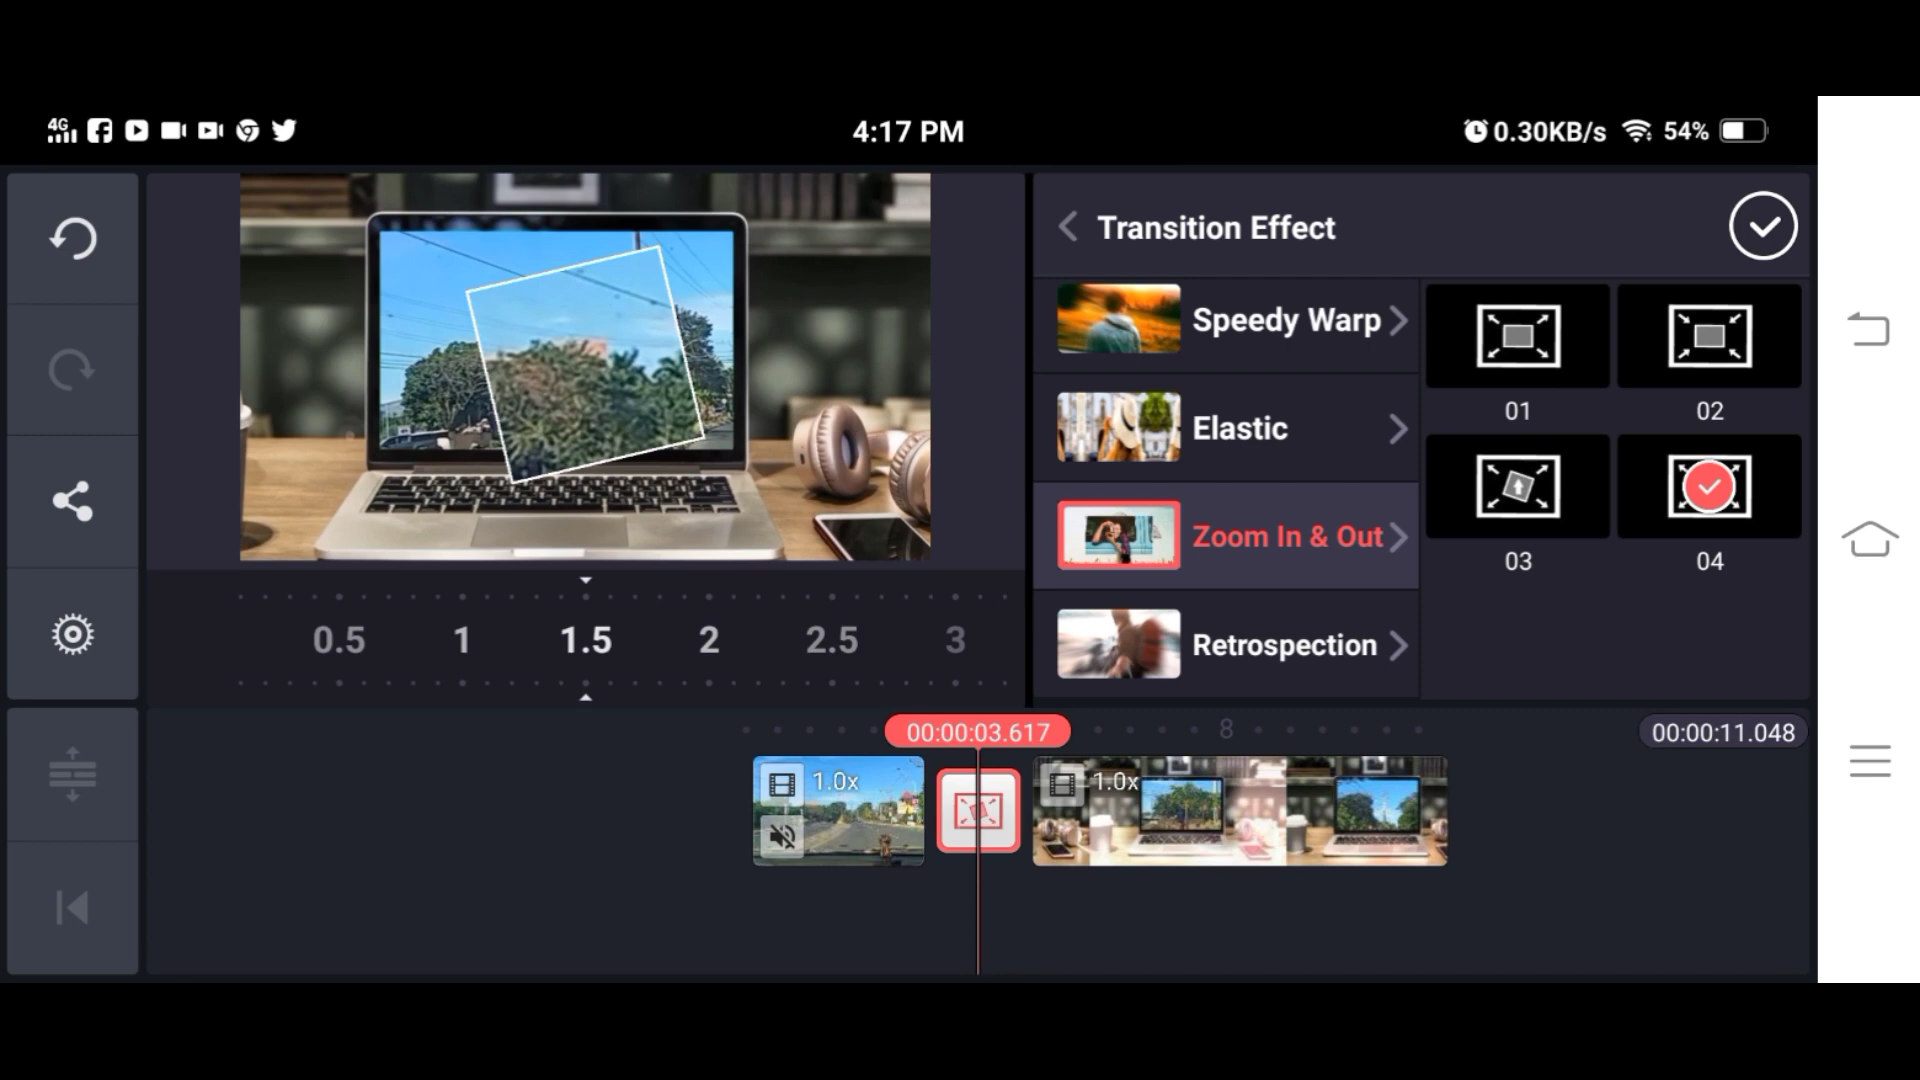 4G
4:17 PM
0.30KB/s
54%
Transition Effect
Speedy Warp
Elastic
Zoom In & Out
Retrospection
01
02
03
04
0.5 1 1.5 2 2.5 3
00:00:03.617
8
00:00:11.048
1.0x
1.0x